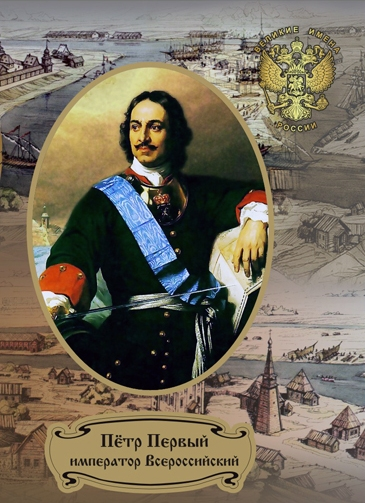 ВЕЛИКИЕ ИМЕНА
РОССИИ
Пётр Первый
император Всероссийский